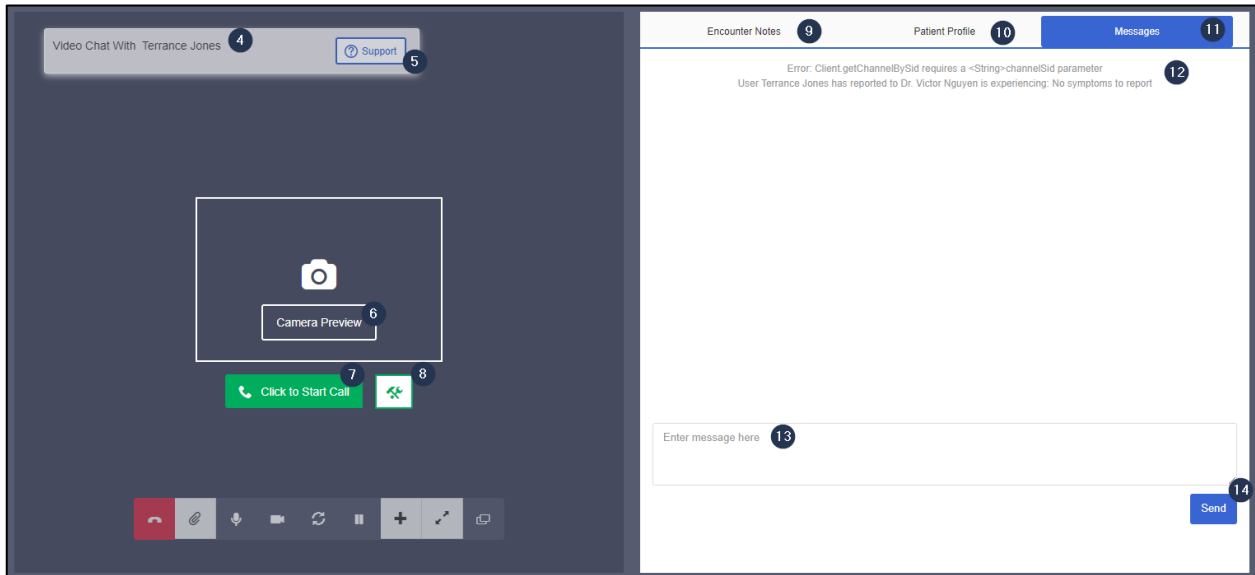 Video Chat With Terrance Jones 4
Support
5
Camera Preview 6
7
Click to Start Call
8
Encounter Notes 9
Patient Profile 10
Messages 11
Error: Client.getChannelBySid requires a <String>channelSid parameter
12
User Terrance Jones has reported to Dr. Victor Nguyen is experiencing: No symptoms to report
Enter message here 13
14
Send